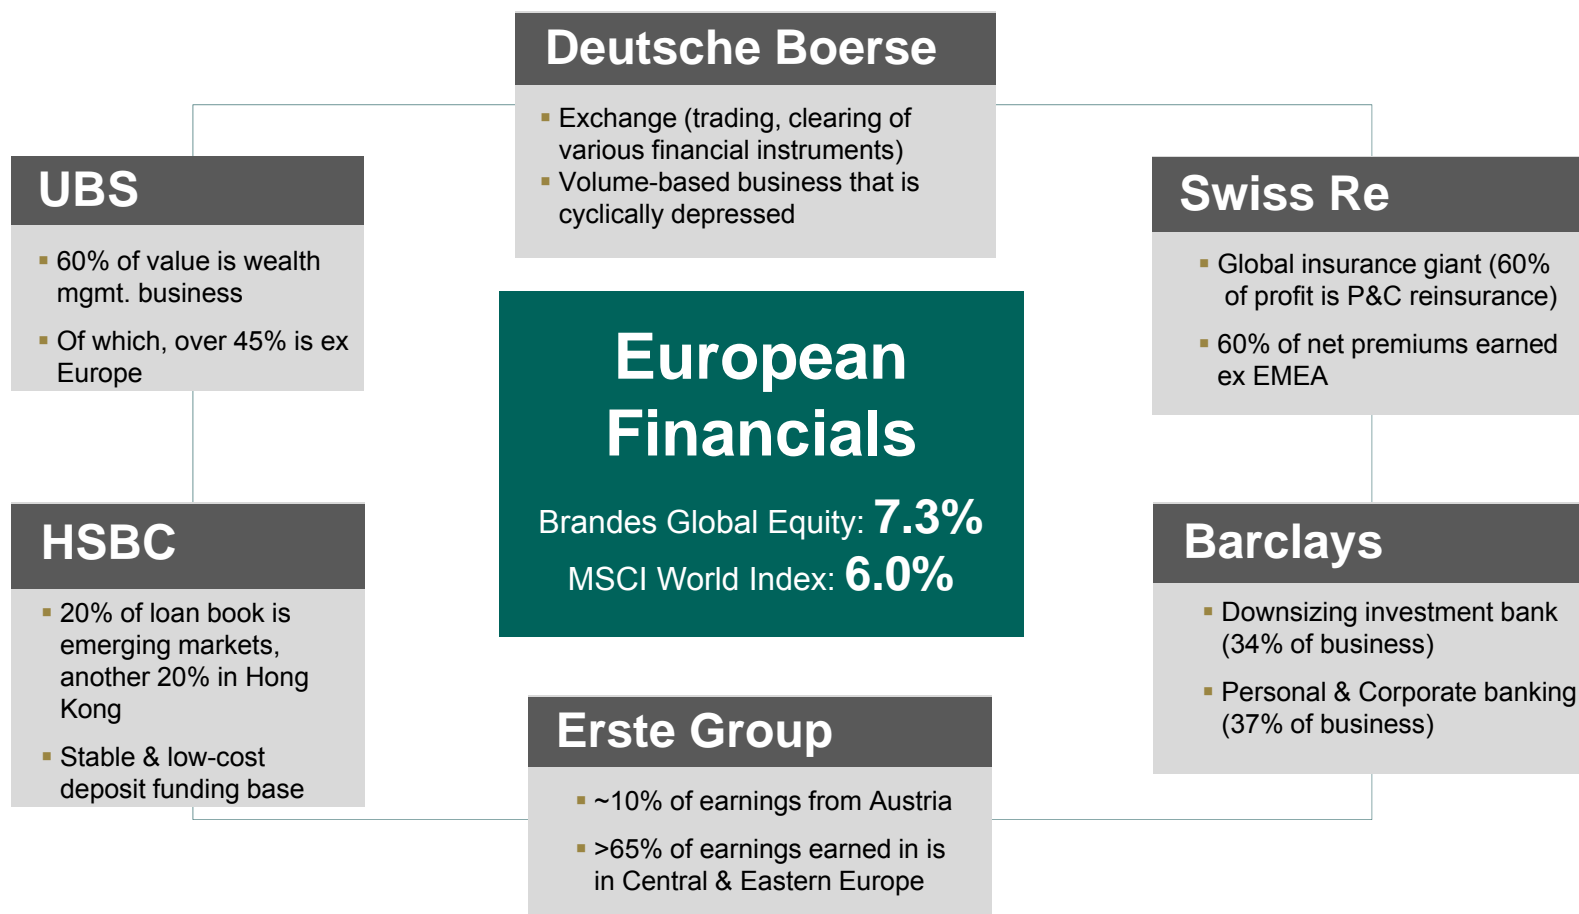 Deutsche Boerse
▪ Exchange (trading, clearing of
various financial instruments)
▪ Volume-based business that is
cyclically depressed
UBS
▪ 60% of value is wealth
mgmt. business
▪ Of which, over 45% is ex
Europe
Swiss Re
▪ Global insurance giant (60%
of profit is P&C reinsurance)
▪ 60% of net premiums earned
ex EMEA
European
Financials
Brandes Global Equity: 7.3%
MSCI World Index: 6.0%
HSBC
▪ 20% of loan book is
emerging markets,
another 20% in Hong
Kong
▪ Stable & low-cost
deposit funding base
Barclays
▪ Downsizing investment bank
(34% of business)
▪ Personal & Corporate banking
(37% of business)
Erste Group
▪ ~10% of earnings from Austria
▪ >65% of earnings earned in is
in Central & Eastern Europe